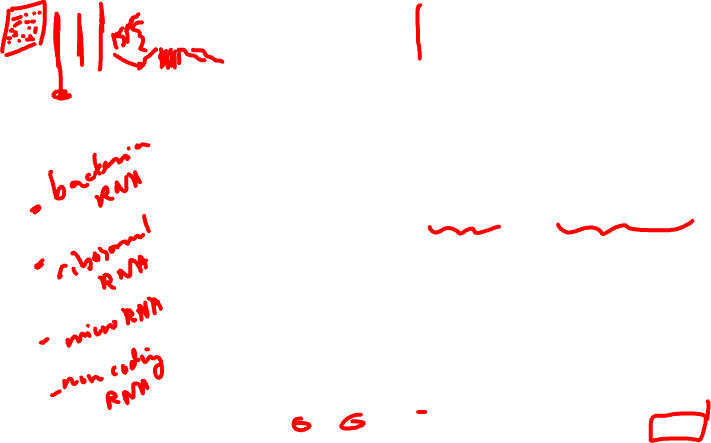 bacteria
RNA
ribosomal
RNA
micro RNA
non coding
RNA
G G -